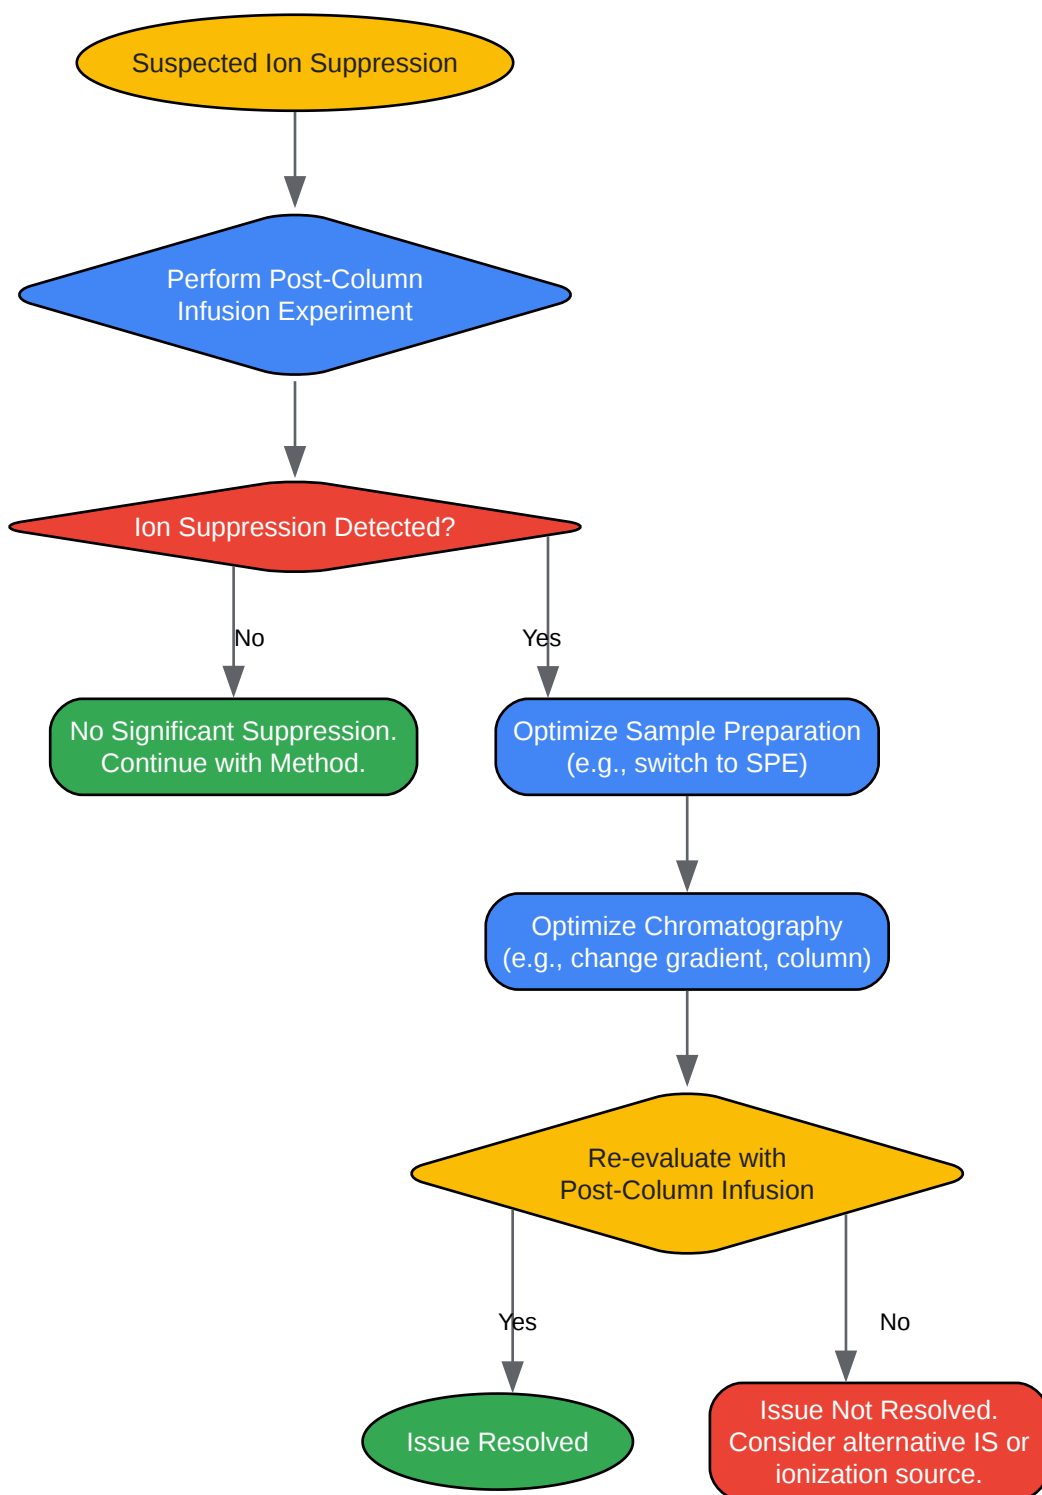 Suspected Ion Suppression
Perform Post-Column
Infusion Experiment
Ion Suppression Detected?
No
Yes
No Significant Suppression.
Continue with Method.
Optimize Sample Preparation
(e.g., switch to SPE)
Optimize Chromatography
(e.g., change gradient, column)
Re-evaluate with
Post-Column Infusion
Yes
No
Issue Resolved
Issue Not Resolved.
Consider alternative IS or
ionization source.